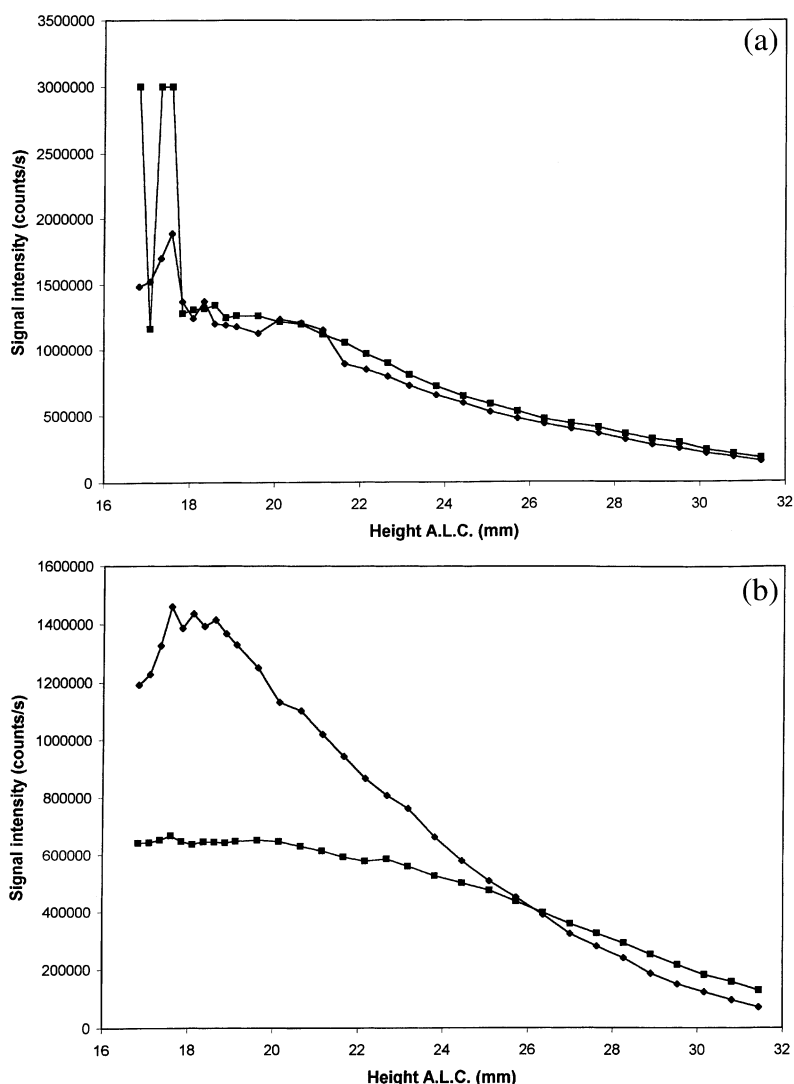 (a)
3500000
3000000
2500000
2000000
1500000
1000000
500000
0
Signal intensity (counts/s)
16 18 20 22 24 26 28 30 32
Height A.L.C. (mm)
(b)
1600000
1400000
1200000
1000000
800000
600000
400000
200000
0
Signal intensity (counts/s)
16 18 20 22 24 26 28 30 32
Height A.L.C. (mm)